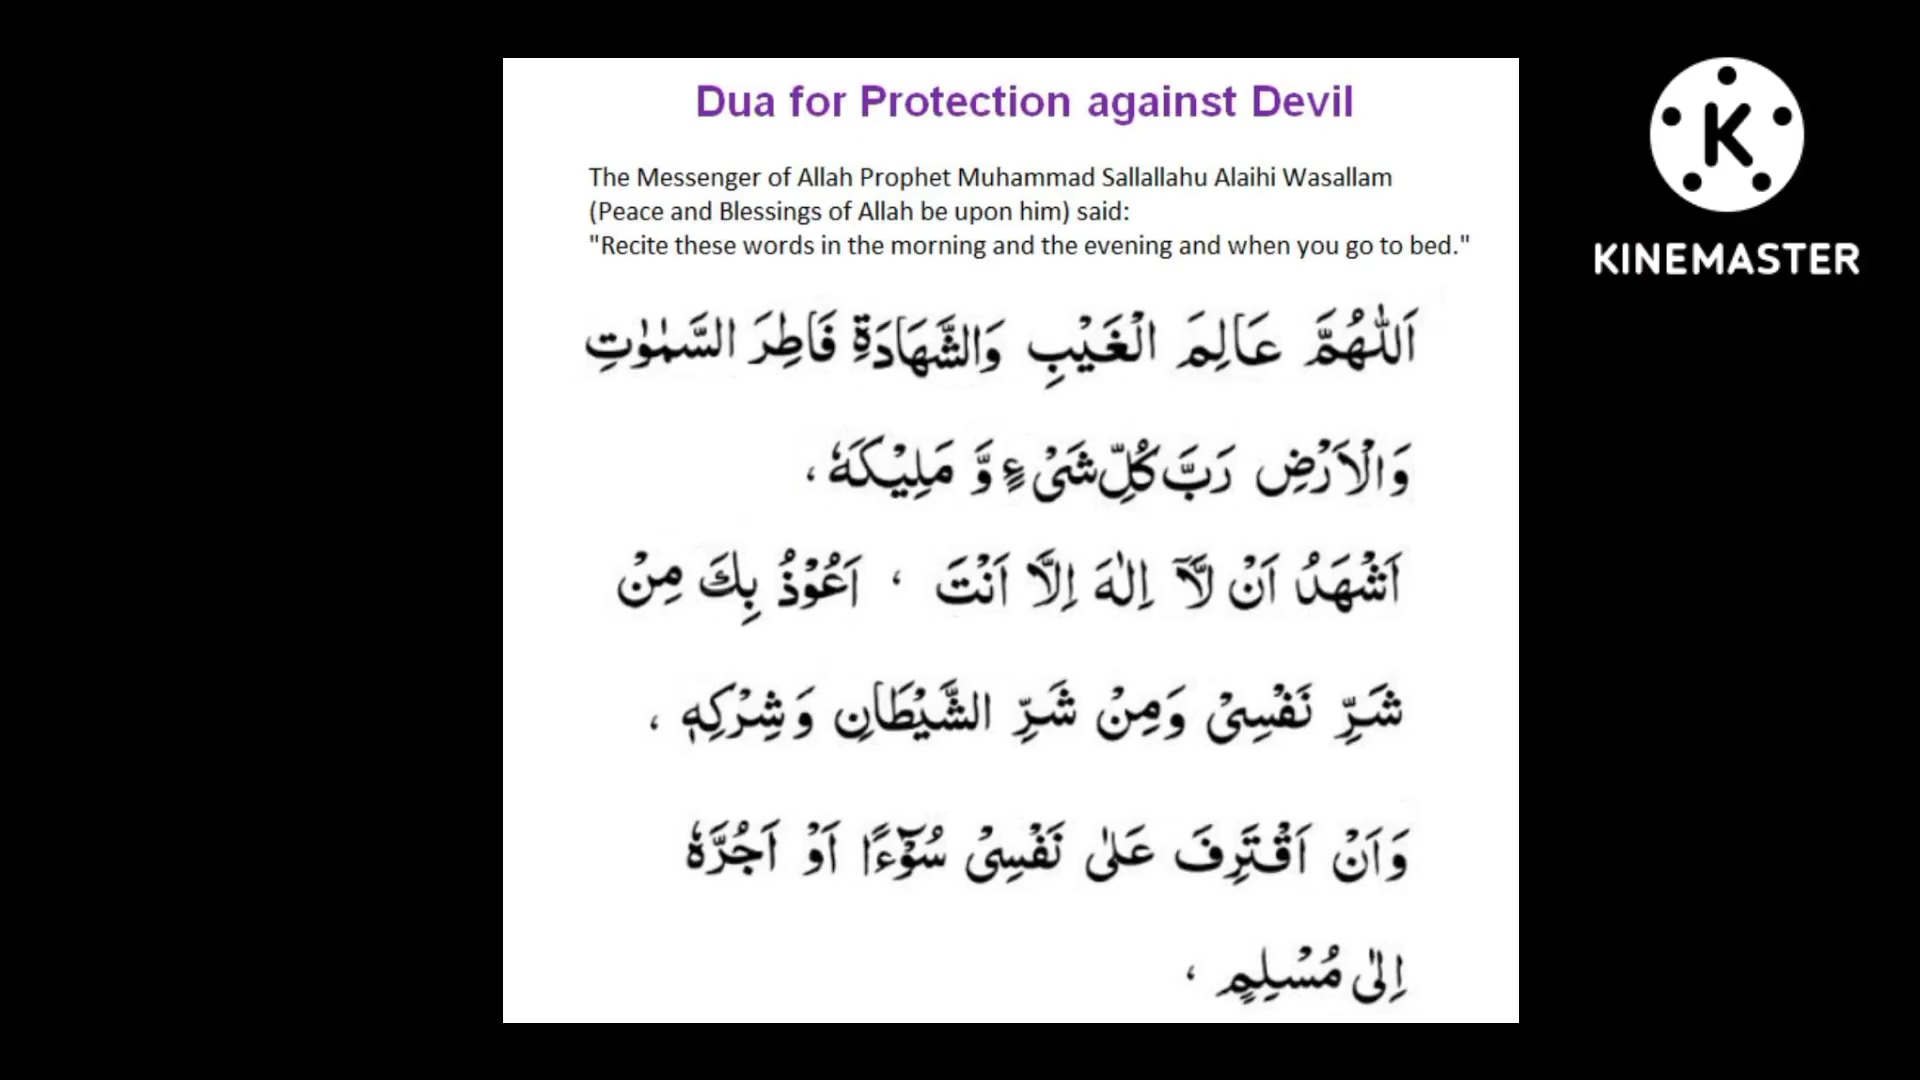 Dua for Protection against Devil
The Messenger of Allah Prophet Muhammad Sallallahu Alaihi Wasallam
(Peace and Blessings of Allah be upon him) said:
"Recite these words in the morning and the evening and when you go to bed."
اَللّٰهُمَّ عَالِمَ الْغَيْبِ وَالشَّهَادَةِ فَاطِرَ السَّمٰوٰتِ
وَالْاَرْضِ رَبَّ كُلِّ شَیْءٍ وَّ مَلِيْكَهٗ ،
اَشْهَدُ اَنْ لَّآ اِلٰهَ اِلَّا اَنْتَ ، اَعُوْذُ بِكَ مِنْ
شَرِّ نَفْسِیْ وَمِنْ شَرِّ الشَّيْطَانِ وَشِرْكِهٖ ،
وَاَنْ اَقْتَرِفَ عَلٰی نَفْسِیْ سُوْٓءًا اَوْ اَجُرَّهٗ
اِلٰی مُسْلِمٍ ،
K
KINEMASTER